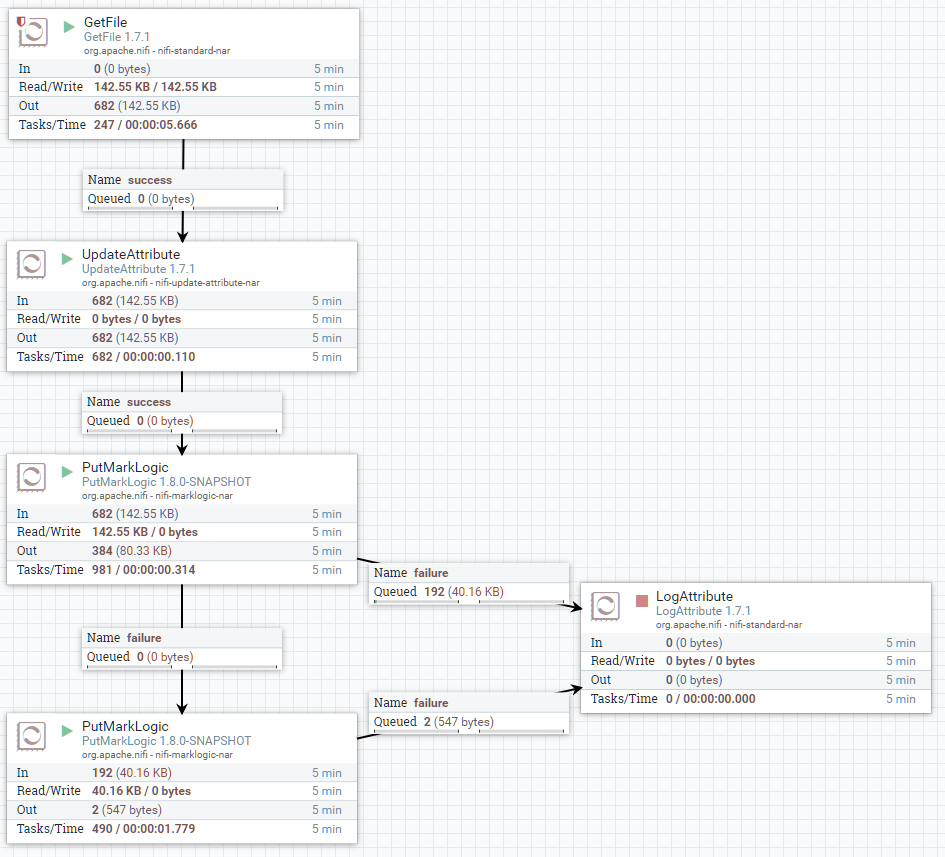 GetFile
GetFile 1.7.1
org.apache.nifi - nifi-standard-nar
In 0 (0 bytes) 5 min
Read/Write 142.55 KB / 142.55 KB 5 min
Out 682 (142.55 KB) 5 min
Tasks/Time 247 / 00:00:05.666 5 min
Name success
Queued 0 (0 bytes)
UpdateAttribute
UpdateAttribute 1.7.1
org.apache.nifi - nifi-update-attribute-nar
In 682 (142.55 KB) 5 min
Read/Write 0 bytes / 0 bytes 5 min
Out 682 (142.55 KB) 5 min
Tasks/Time 682 / 00:00:00.110 5 min
Name success
Queued 0 (0 bytes)
PutMarkLogic
PutMarkLogic 1.8.0-SNAPSHOT
org.apache.nifi - nifi-marklogic-nar
In 682 (142.55 KB) 5 min
Read/Write 142.55 KB / 0 bytes 5 min
Out 384 (80.33 KB) 5 min
Tasks/Time 981 / 00:00:00.314 5 min
Name failure
Queued 192 (40.16 KB)
LogAttribute
LogAttribute 1.7.1
org.apache.nifi - nifi-standard-nar
In 0 (0 bytes) 5 min
Read/Write 0 bytes / 0 bytes 5 min
Out 0 (0 bytes) 5 min
Tasks/Time 0 / 00:00:00.000 5 min
Name failure
Queued 0 (0 bytes)
Name failure
Queued 2 (547 bytes)
PutMarkLogic
PutMarkLogic 1.8.0-SNAPSHOT
org.apache.nifi - nifi-marklogic-nar
In 192 (40.16 KB) 5 min
Read/Write 40.16 KB / 0 bytes 5 min
Out 2 (547 bytes) 5 min
Tasks/Time 490 / 00:00:01.779 5 min